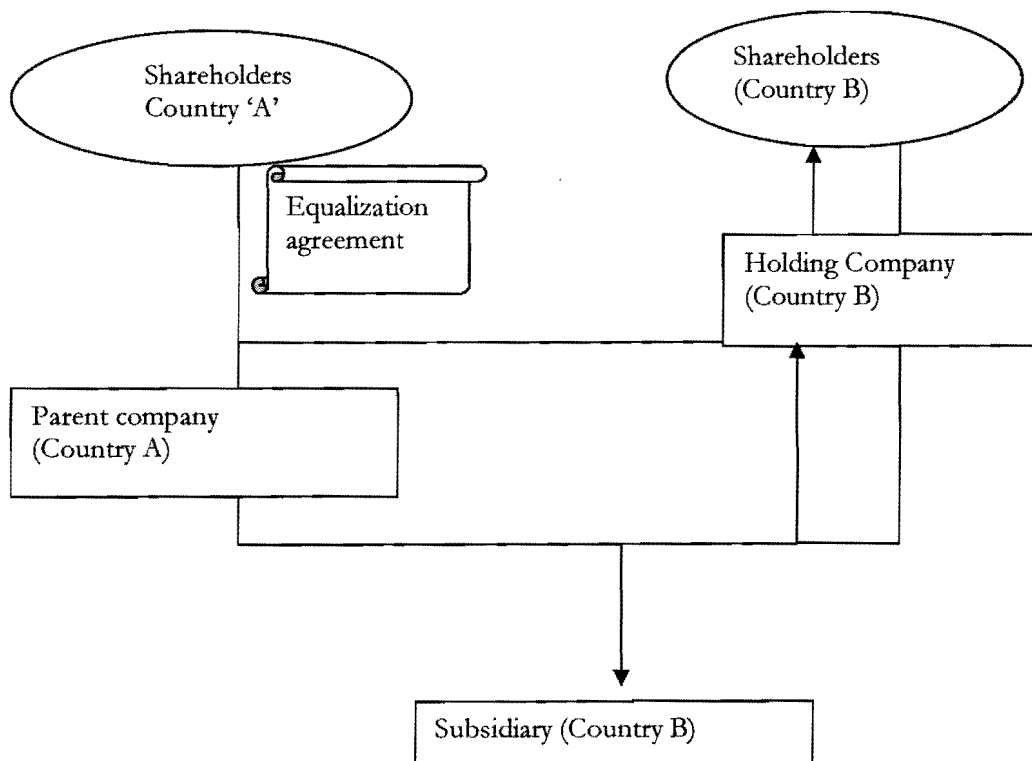 Shareholders
Country ‘A’
Shareholders
(Country B)
Equalization
agreement
Holding Company
(Country B)
Parent company
(Country A)
Subsidiary (Country B)